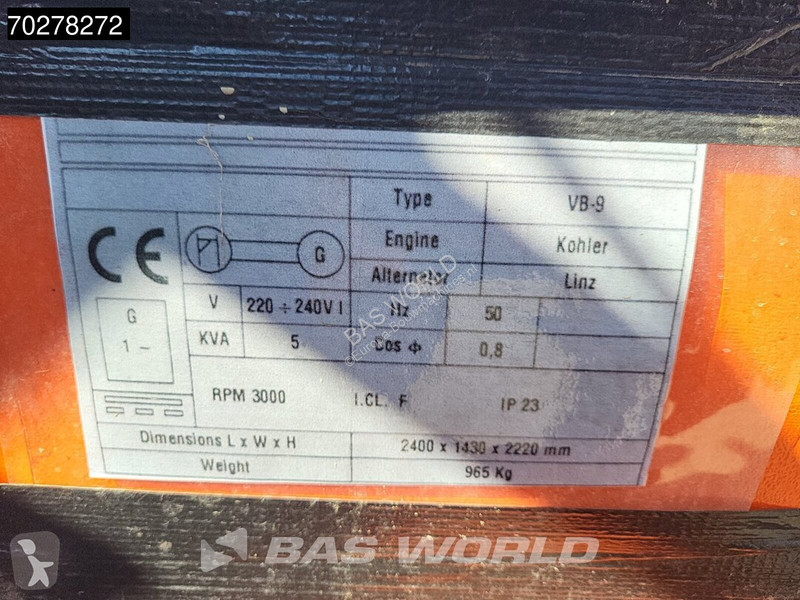 70278272
Type VB-9
Engine Kohler
Alternator Linz
CE
G
V 220 ÷ 240V I Hz 50
G
1 ~
KVA 5 Cos ф 0,8
RPM 3000 I.CL. F IP 23
Dimensions L x W x H 2400 x 1430 x 2220 mm
Weight 965 Kg
BAS WORLD
BAS WORLD